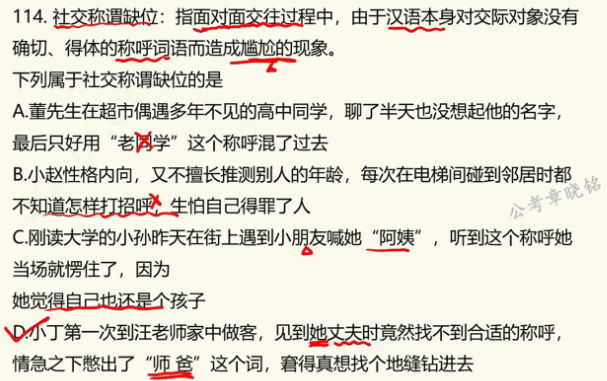 114. 社交称谓缺位：指面对面交往过程中，由于汉语本身对交际对象没有
确切、得体的称呼词语而造成尴尬的现象。
下列属于社交称谓缺位的是
A.董先生在超市偶遇多年不见的高中同学，聊了半天也没想起他的名字，
最后只好用“老同学”这个称呼混了过去
B.小赵性格内向，又不擅长推测别人的年龄，每次在电梯间碰到邻居时都
不知道怎样打招呼，生怕自己得罪了人
C.刚读大学的小孙昨天在街上遇到小朋友喊她“阿姨”，听到这个称呼她
当场就愣住了，因为
她觉得自己也还是个孩子
D.小丁第一次到汪老师家中做客，见到她丈夫时竟然找不到合适的称呼，
情急之下憋出了“师爸”这个词，窘得真想找个地缝钻进去
公考章晓铭